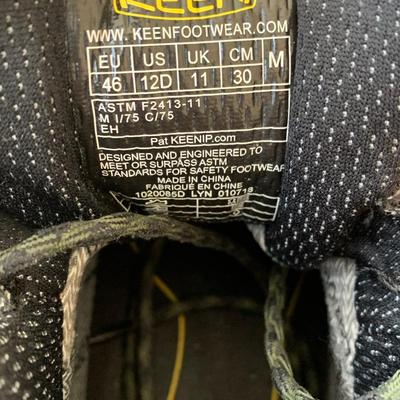 KEEN
WWW.KEENFOOTWEAR.COM
EU US UK CM M
46 12D 11 30
ASTM F2413-11
M I/75 C/75
EH
Pat KEENIP.com
DESIGNED AND ENGINEERED TO
MEET OR SURPASS ASTM
STANDARDS FOR SAFETY FOOTWEAR
MADE IN CHINA
FABRIQUÉ EN CHINE
1020085D LYN 010718